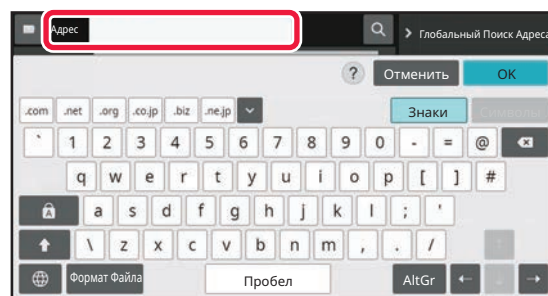 Адрес
Глобальный Поиск Адреса
? Отменить OK
.com .net .org .co.jp .biz .ne.jp Знаки Символы
` 1 2 3 4 5 6 7 8 9 0 - = @
q w e r t y u i o p [ ] #
A a s d f g h j k l ; '
\ z x c v b n m , . /
Формат Файла Пробел AltGr